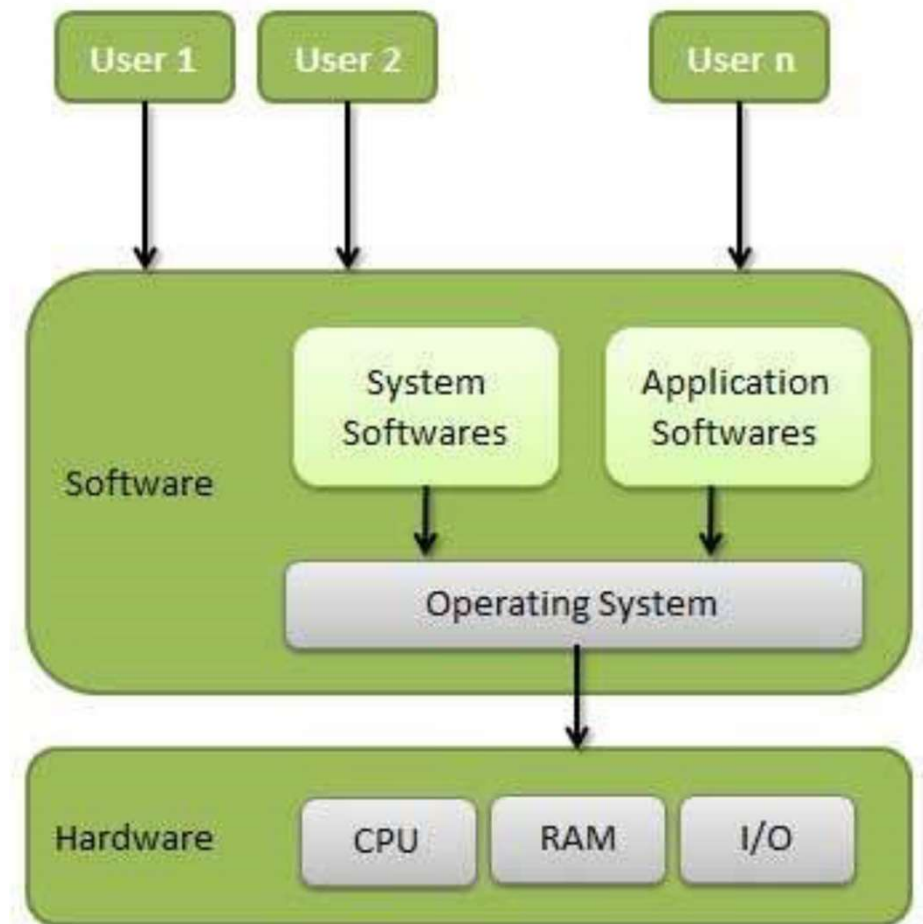 User 1
User 2
User n
System
Softwares
Application
Softwares
Software
Operating System
Hardware
CPU
RAM
I/O